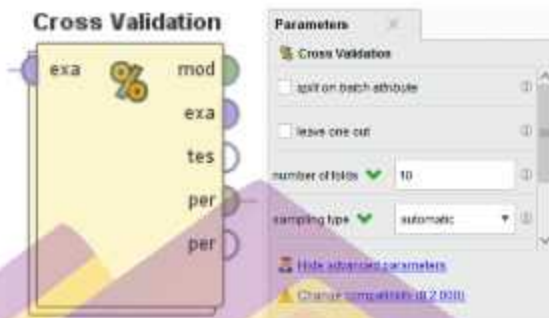 Cross Validation
exa
mod
exa
tes
per
per
Parameters
Cross Validation
split on batch attribute
leave one out
number of folds 10
sampling type automatic
Hide advanced parameters
Change compatibility (8.2.000)